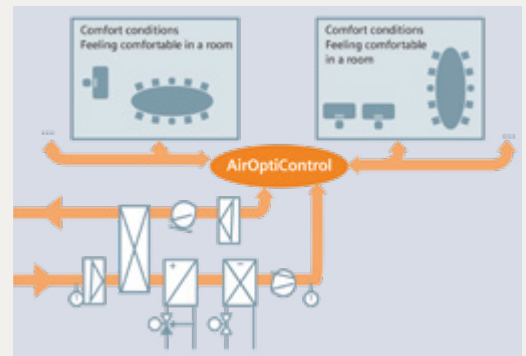 Comfort conditions
Feeling comfortable in a room
Comfort conditions
Feeling comfortable
in a room
AirOptiControl
+
-